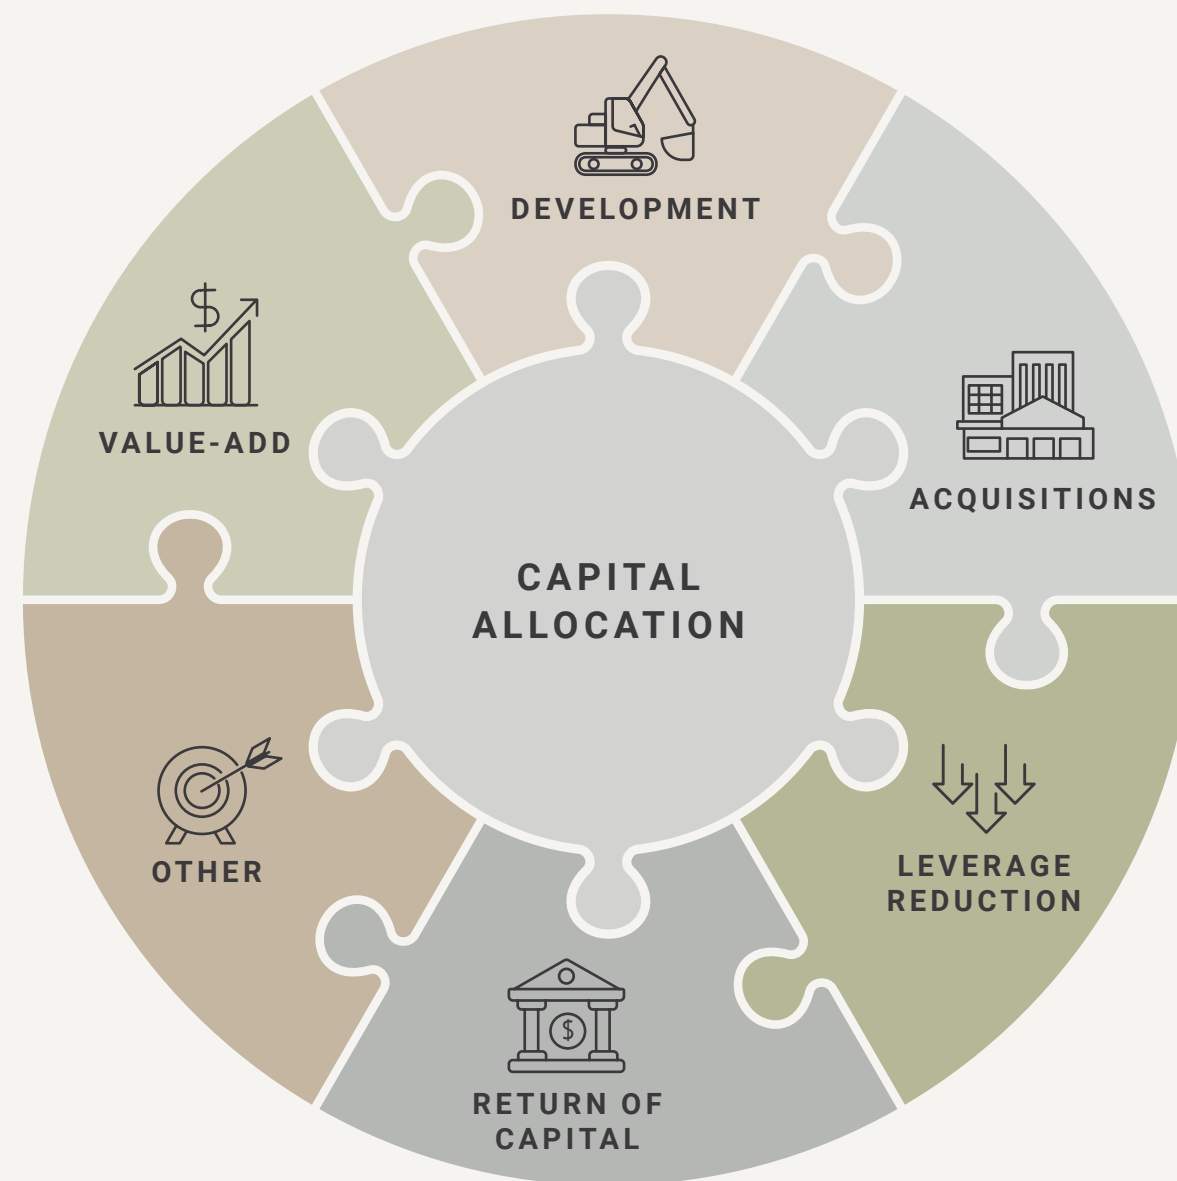 DEVELOPMENT
$
VALUE-ADD
ACQUISITIONS
CAPITAL
ALLOCATION
OTHER
LEVERAGE
REDUCTION
$
RETURN OF
CAPITAL